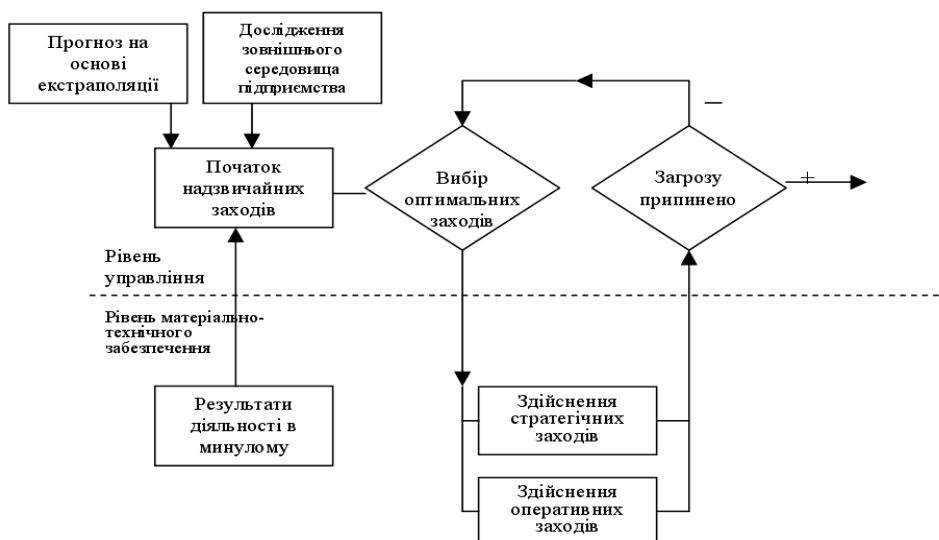 Прогноз на
основі
екстраполяції
Дослідження
зовнішнього
середовища
підприємства
Початок
надзвичайних
заходів
Вибір
оптимальних
заходів
—
Загрозу
припинено
+
Рівень
управління
Рівень матеріально-
технічного
забезпечення
Результати
діяльності в
минулому
Здійснення
стратегічних
заходів
Здійснення
оперативних
заходів